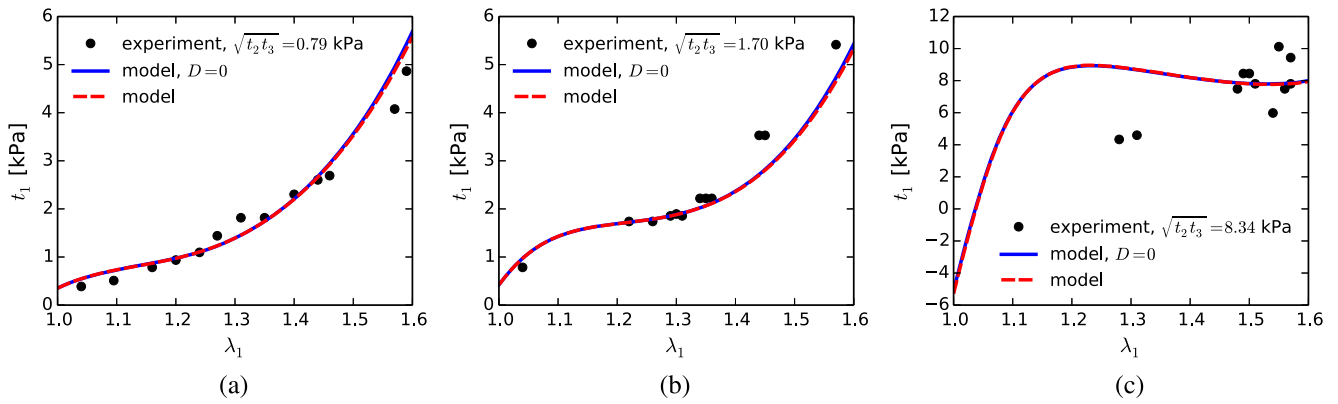 6
5
4
3
2
1
0
t₁ [kPa]
experiment, √t₂t₃ =0.79 kPa
model, D=0
model
1.0 1.1 1.2 1.3 1.4 1.5 1.6
λ₁
(a)
6
5
4
3
2
1
0
t₁ [kPa]
experiment, √t₂t₃ =1.70 kPa
model, D=0
model
1.0 1.1 1.2 1.3 1.4 1.5 1.6
λ₁
(b)
12
10
8
6
4
2
0
−2
−4
−6
t₁ [kPa]
experiment, √t₂t₃ =8.34 kPa
model, D=0
model
1.0 1.1 1.2 1.3 1.4 1.5 1.6
λ₁
(c)